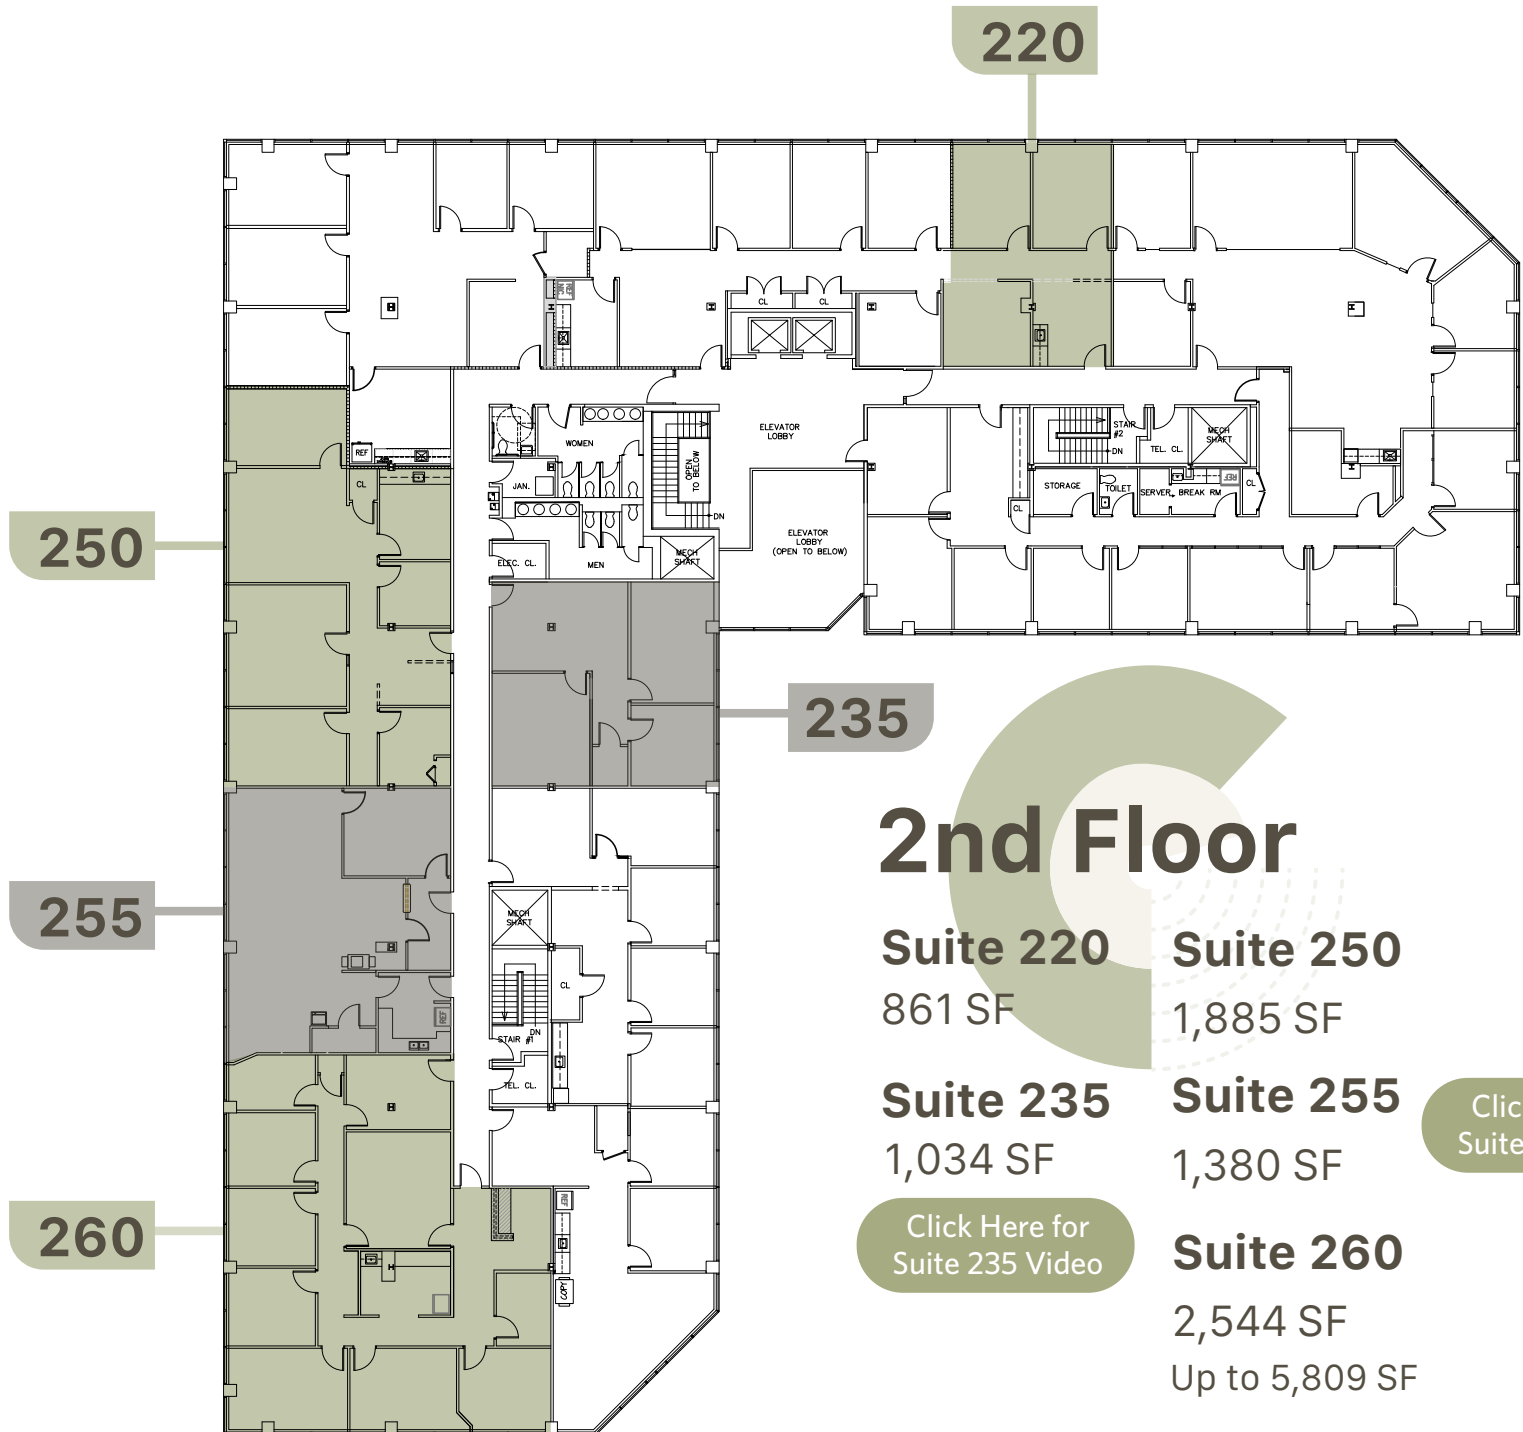 220
REF
CL
CL
REF
CL
WOMEN
JAN.
OPEN
TO BELOW
DN
ELEVATOR
LOBBY
ELEVATOR
LOBBY
(OPEN TO BELOW)
STAIR
#2
DN
TEL. CL.
MECH
SHAFT
STORAGE
TOILET
SERVER
BREAK RM
REF
CL
CL
250
ELEC. CL.
MEN
MECH
SHAFT
235
2nd Floor
255
MECH
SHAFT
CL
REF
DN
STAIR #1
TEL. CL.
Suite 220
861 SF
Suite 250
1,885 SF
Suite 235
1,034 SF
Click Here for
Suite 235 Video
Suite 255
1,380 SF
Clic
Suite
260
REF
COPY
Suite 260
2,544 SF
Up to 5,809 SF